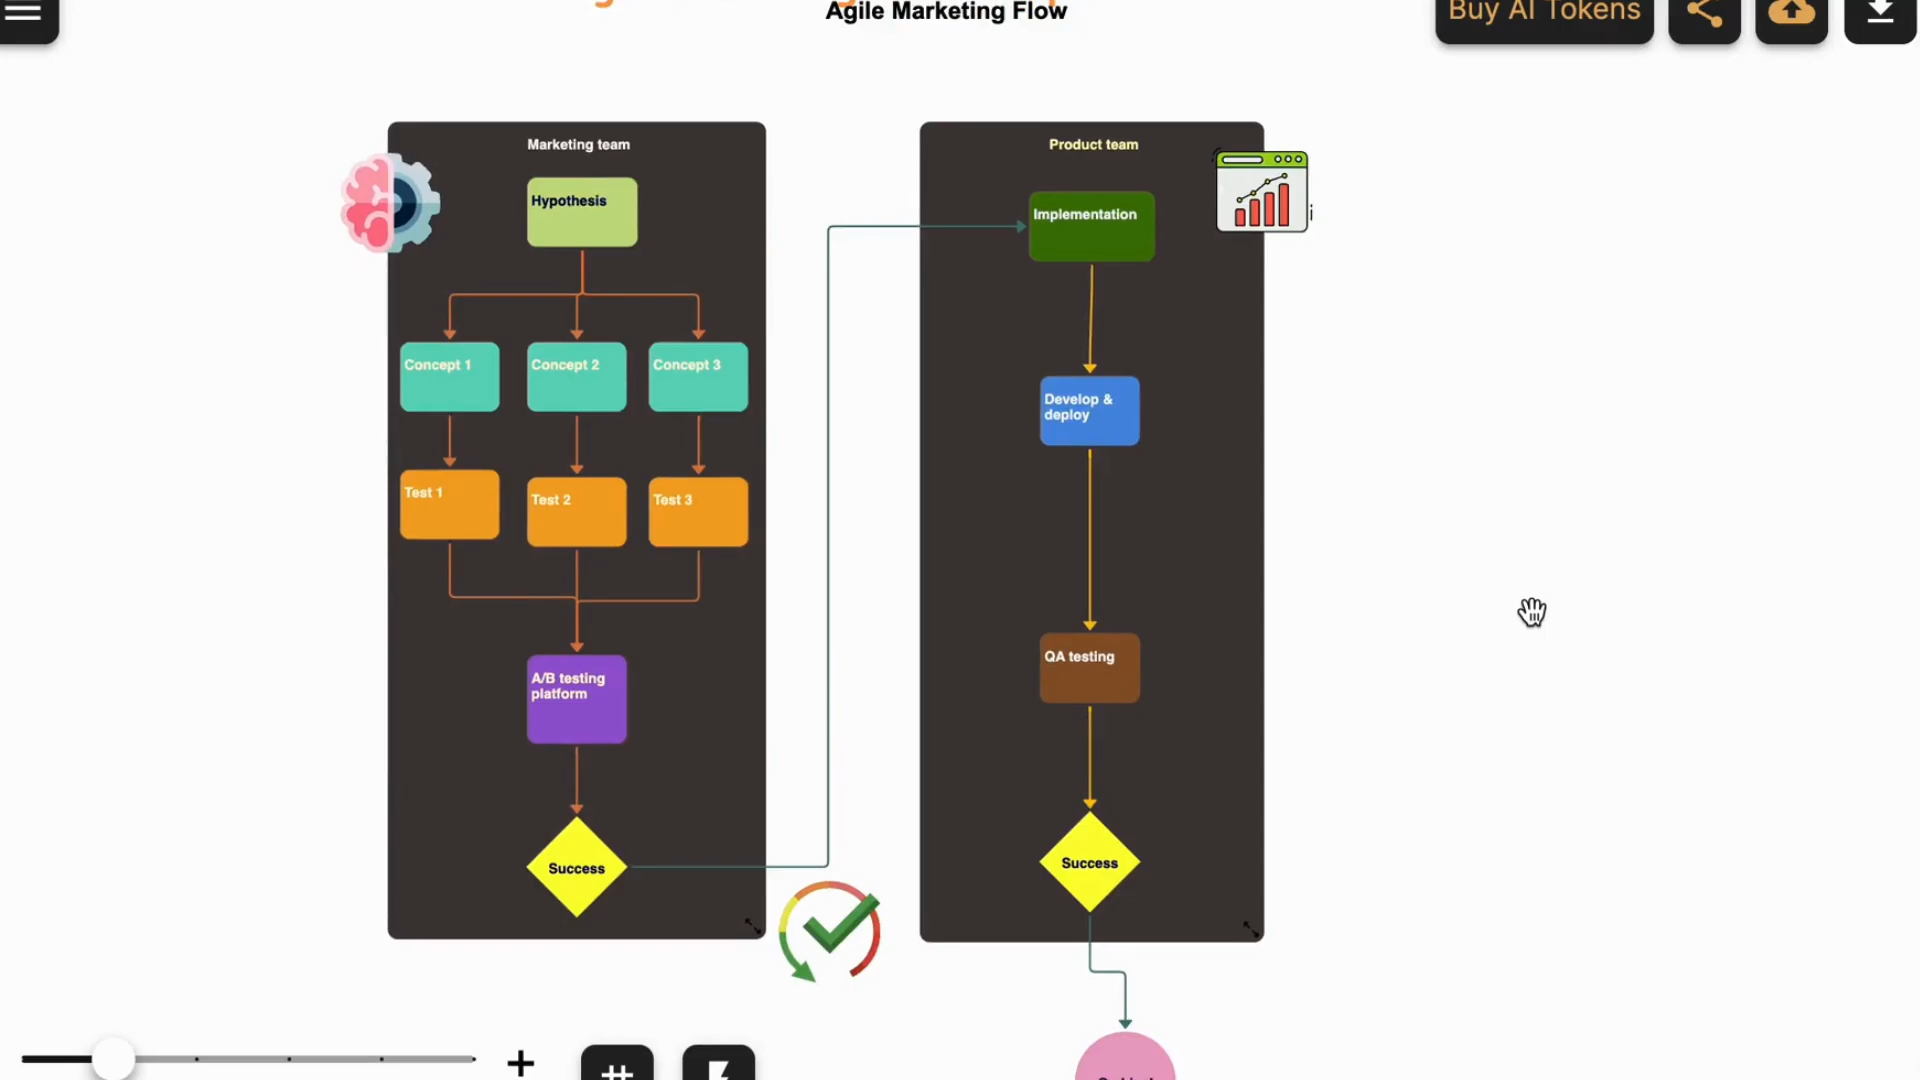 Agile Marketing Flow
Buy AI Tokens
Marketing team
Hypothesis
Concept 1
Concept 2
Concept 3
Test 1
Test 2
Test 3
A/B testing
platform
Success
Product team
Implementation
Develop &
deploy
QA testing
Success